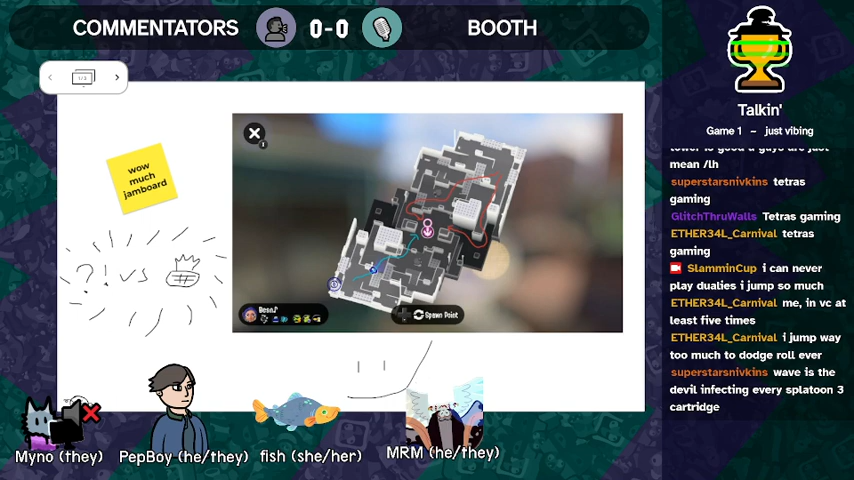 COMMENTATORS
0-0
BOOTH
Talkin'
Game 1 – just vibing
1/1
wow
much
jamboard
?! vs
Spawn Point
tower is good a guys are just
mean /lh
superstarsnivkins tetras
gaming
GlitchThruWalls Tetras gaming
ETHER34L_Carnival tetras
gaming
SlamminCup i can never
play dualies i jump so much
ETHER34L_Carnival me, in vc at
least five times
ETHER34L_Carnival i jump way
too much to dodge roll ever
superstarsnivkins wave is the
devil infecting every splatoon 3
cartridge
Myno (they)
PepBoy (he/they)
fish (she/her)
MRM (he/they)